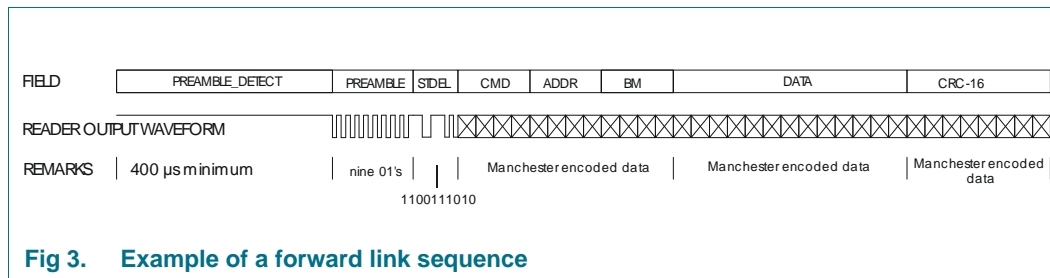 FIELD PREAMBLE_DETECT PREAMBLE STDEL CMD ADDR BM DATA CRC-16
READER OUTPUT WAVEFORM
REMARKS 400 µs minimum nine 01's Manchester encoded data Manchester encoded data Manchester encoded data
1100111010
Fig 3. Example of a forward link sequence